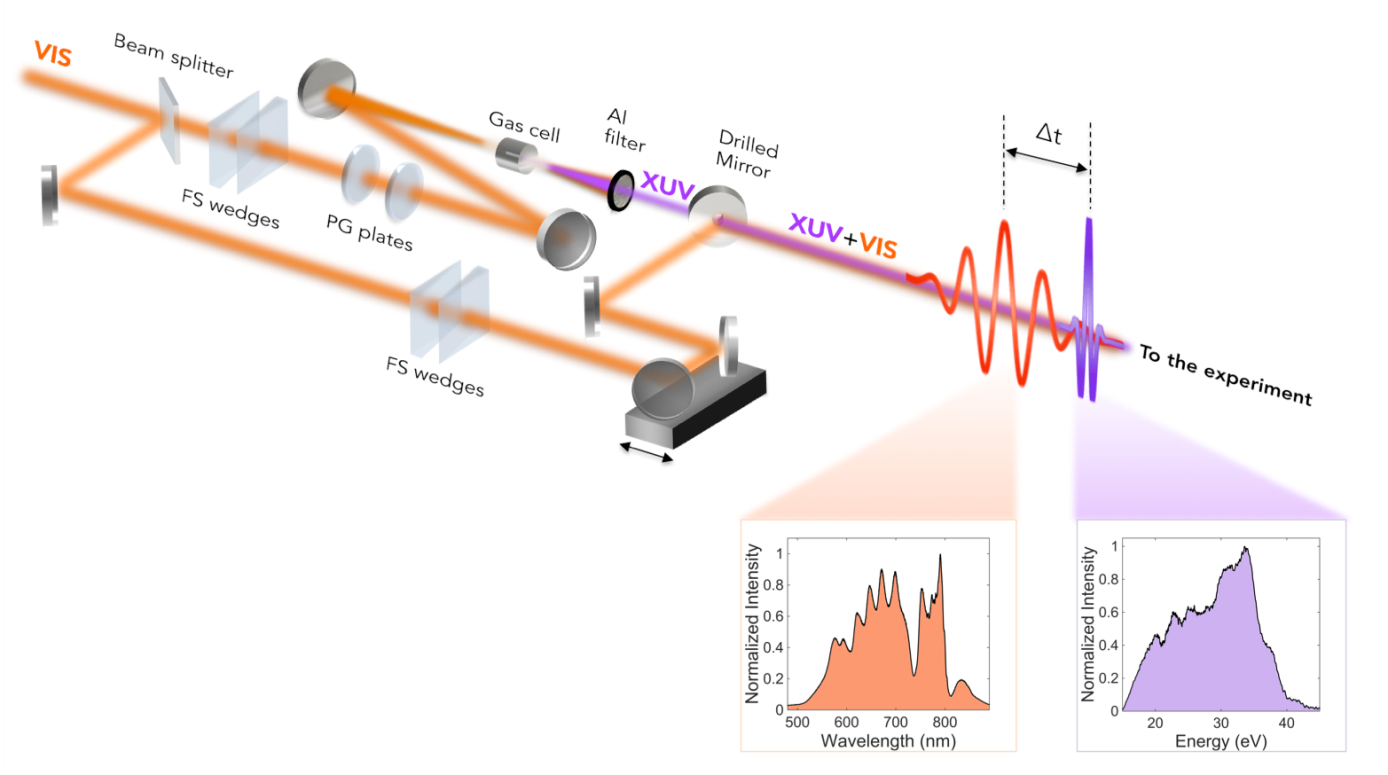 VIS
Beam splitter
FS wedges
PG plates
Gas cell
Al
filter
XUV
Drilled
Mirror
XUV+VIS
Δt
FS wedges
To the experiment
Normalized Intensity
1
0.8
0.6
0.4
0.2
0
500 600 700 800
Wavelength (nm)
Normalized Intensity
1
0.8
0.6
0.4
0.2
0
20 30 40
Energy (eV)